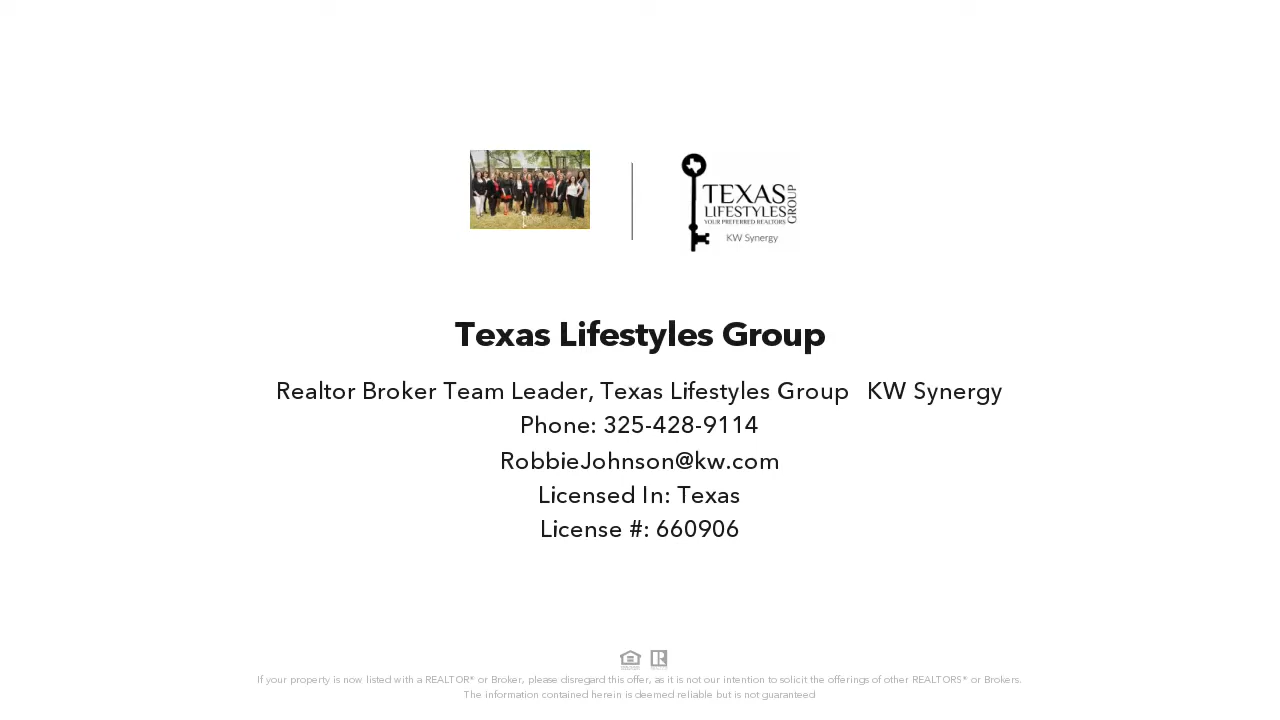 TEXAS
LIFESTYLES
GROUP
YOUR PREFERRED REALTORS
KW Synergy
Texas Lifestyles Group
Realtor Broker Team Leader, Texas Lifestyles Group KW Synergy
Phone: 325-428-9114
RobbieJohnson@kw.com
Licensed In: Texas
License #: 660906
If your property is now listed with a REALTOR® or Broker, please disregard this offer, as it is not our intention to solicit the offerings of other REALTORS® or Brokers.
The information contained herein is deemed reliable but is not guaranteed